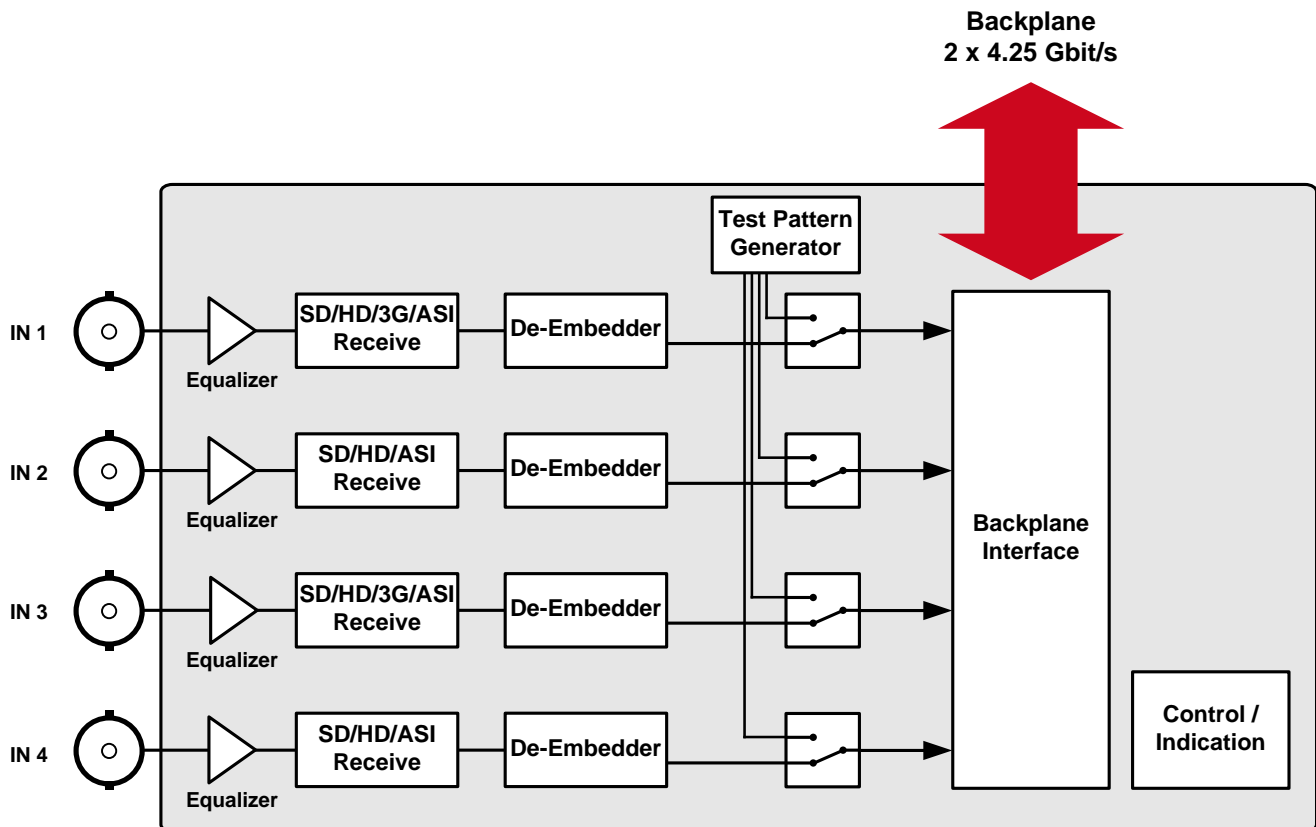 Backplane
2 x 4.25 Gbit/s
Test Pattern
Generator
IN 1
Equalizer
SD/HD/3G/ASI
Receive
De-Embedder
IN 2
Equalizer
SD/HD/ASI
Receive
De-Embedder
Backplane
Interface
IN 3
Equalizer
SD/HD/3G/ASI
Receive
De-Embedder
IN 4
Equalizer
SD/HD/ASI
Receive
De-Embedder
Control /
Indication